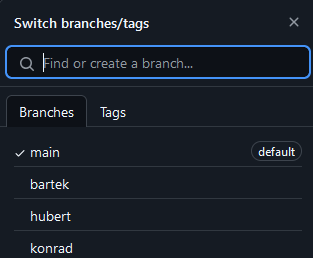 Switch branches/tags
Find or create a branch...
Branches Tags
main default
bartek
hubert
konrad